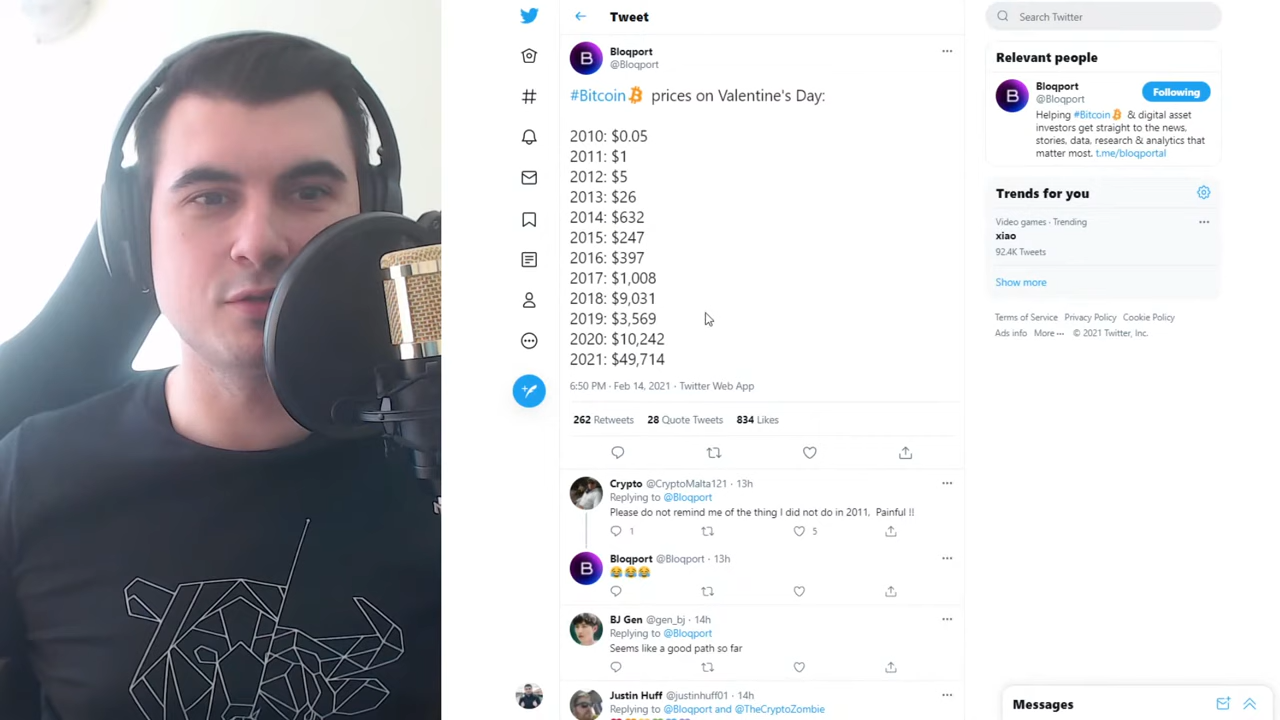 Tweet
Bloqport
@Bloqport
#Bitcoin prices on Valentine's Day:
2010: $0.05
2011: $1
2012: $5
2013: $26
2014: $632
2015: $247
2016: $397
2017: $1,008
2018: $9,031
2019: $3,569
2020: $10,242
2021: $49,714
6:50 PM · Feb 14, 2021 · Twitter Web App
262 Retweets 28 Quote Tweets 834 Likes
Crypto @CryptoMalta121 · 13h
Replying to @Bloqport
Please do not remind me of the thing I did not do in 2011, Painful !!
1 5
Bloqport @Bloqport · 13h
😂😂😂
BJ Gen @gen_bj · 14h
Replying to @Bloqport
Seems like a good path so far
Justin Huff @justinhuff01 · 14h
Replying to @Bloqport and @TheCryptoZombie
Search Twitter
Relevant people
Bloqport
@Bloqport
Following
Helping #Bitcoin & digital asset
investors get straight to the news,
stories, data, research & analytics that
matter most. t.me/bloqport
Trends for you
Video games · Trending
xiao
92.4K Tweets
Show more
Terms of Service Privacy Policy Cookie Policy
Ads info More ··· © 2021 Twitter, Inc.
Messages